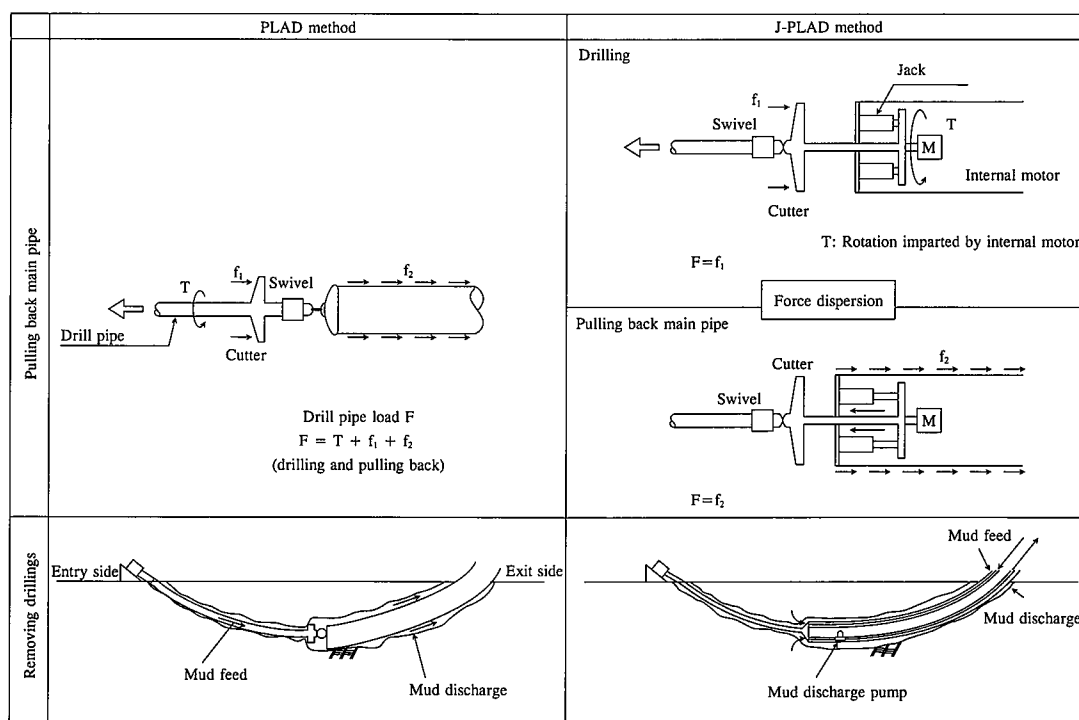 PLAD method
J-PLAD method
Pulling back main pipe
T
f₁
Swivel
f₂
Drill pipe
Cutter
Drill pipe load F
F = T + f₁ + f₂
(drilling and pulling back)
Drilling
Jack
f₁
Swivel
T
M
Internal motor
Cutter
T: Rotation imparted by internal motor
F=f₁
Force dispersion
Pulling back main pipe
Cutter
f₂
Swivel
M
F=f₂
Removing drillings
Entry side
Exit side
Mud feed
Mud discharge
Mud feed
Mud discharge
Mud discharge pump